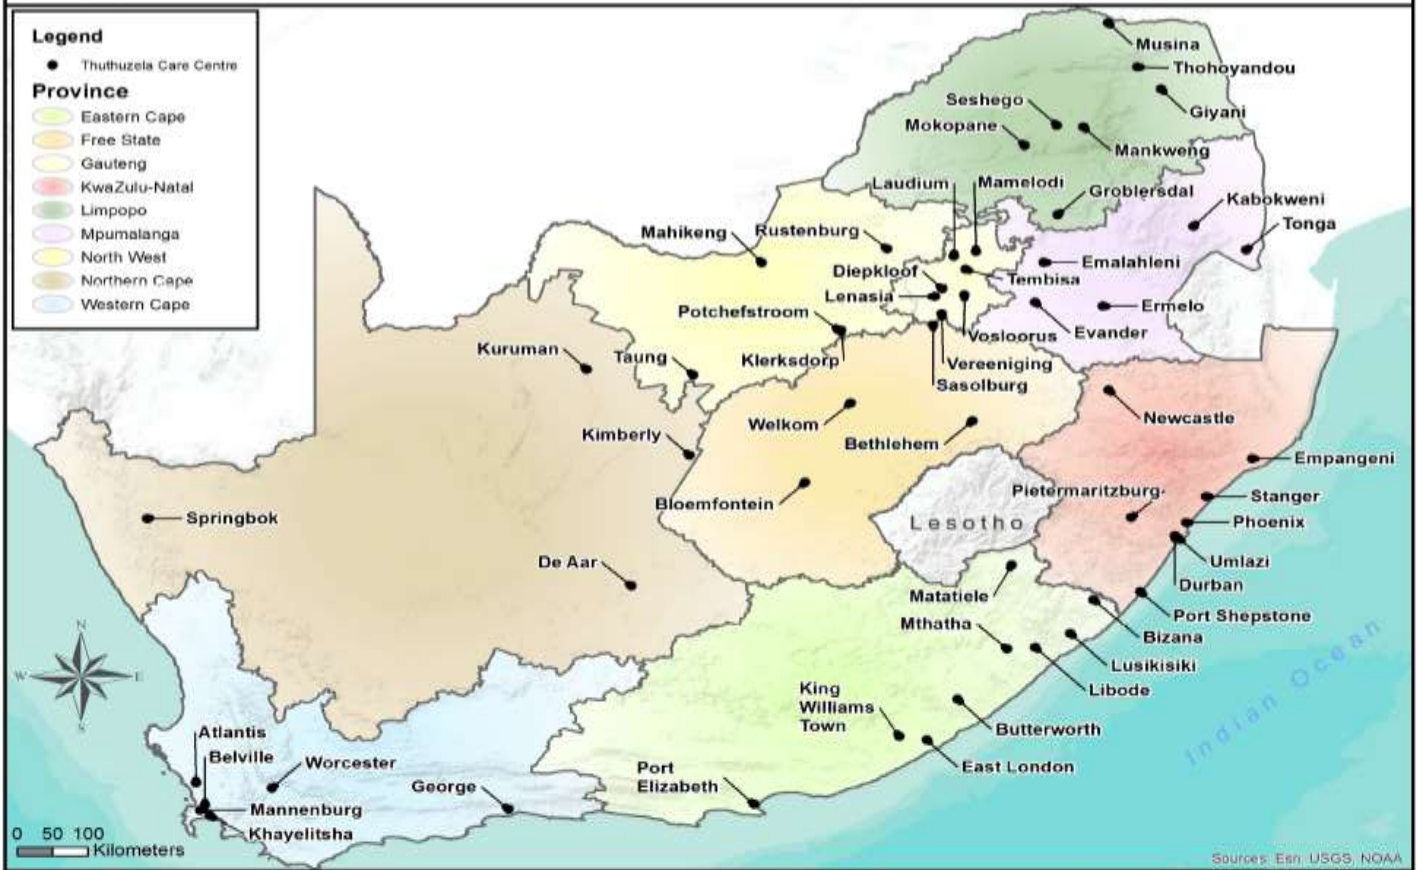 Legend
Thuthuzela Care Centre
Province
Eastern Cape
Free State
Gauteng
KwaZulu-Natal
Limpopo
Mpumalanga
North West
Northern Cape
Western Cape
Musina
Thohoyandou
Giyani
Seshego
Mokopane
Mankweng
Laudium
Mamelodi
Groblersdal
Kabokweni
Tonga
Mahikeng
Rustenburg
Emalahleni
Diepkloof
Tembisa
Lenasia
Ermelo
Potchefstroom
Vosloorus
Evander
Kuruman
Taung
Klerksdorp
Vereeniging
Sasolburg
Newcastle
Welkom
Bethlehem
Kimberly
Empangeni
Bloemfontein
Pietermaritzburg
Stanger
Lesotho
Phoenix
Springbok
De Aar
Umlazi
Durban
Matatiele
Port Shepstone
Mthatha
Bizana
Lusikisiki
Libode
N
W
E
S
King
Williams
Town
Butterworth
East London
Indian Ocean
Atlantis
Belville
Worcester
George
Port
Elizabeth
Mannenburg
Khayelitsha
0 50 100
Kilometers
Sources: Esri, USGS, NOAA